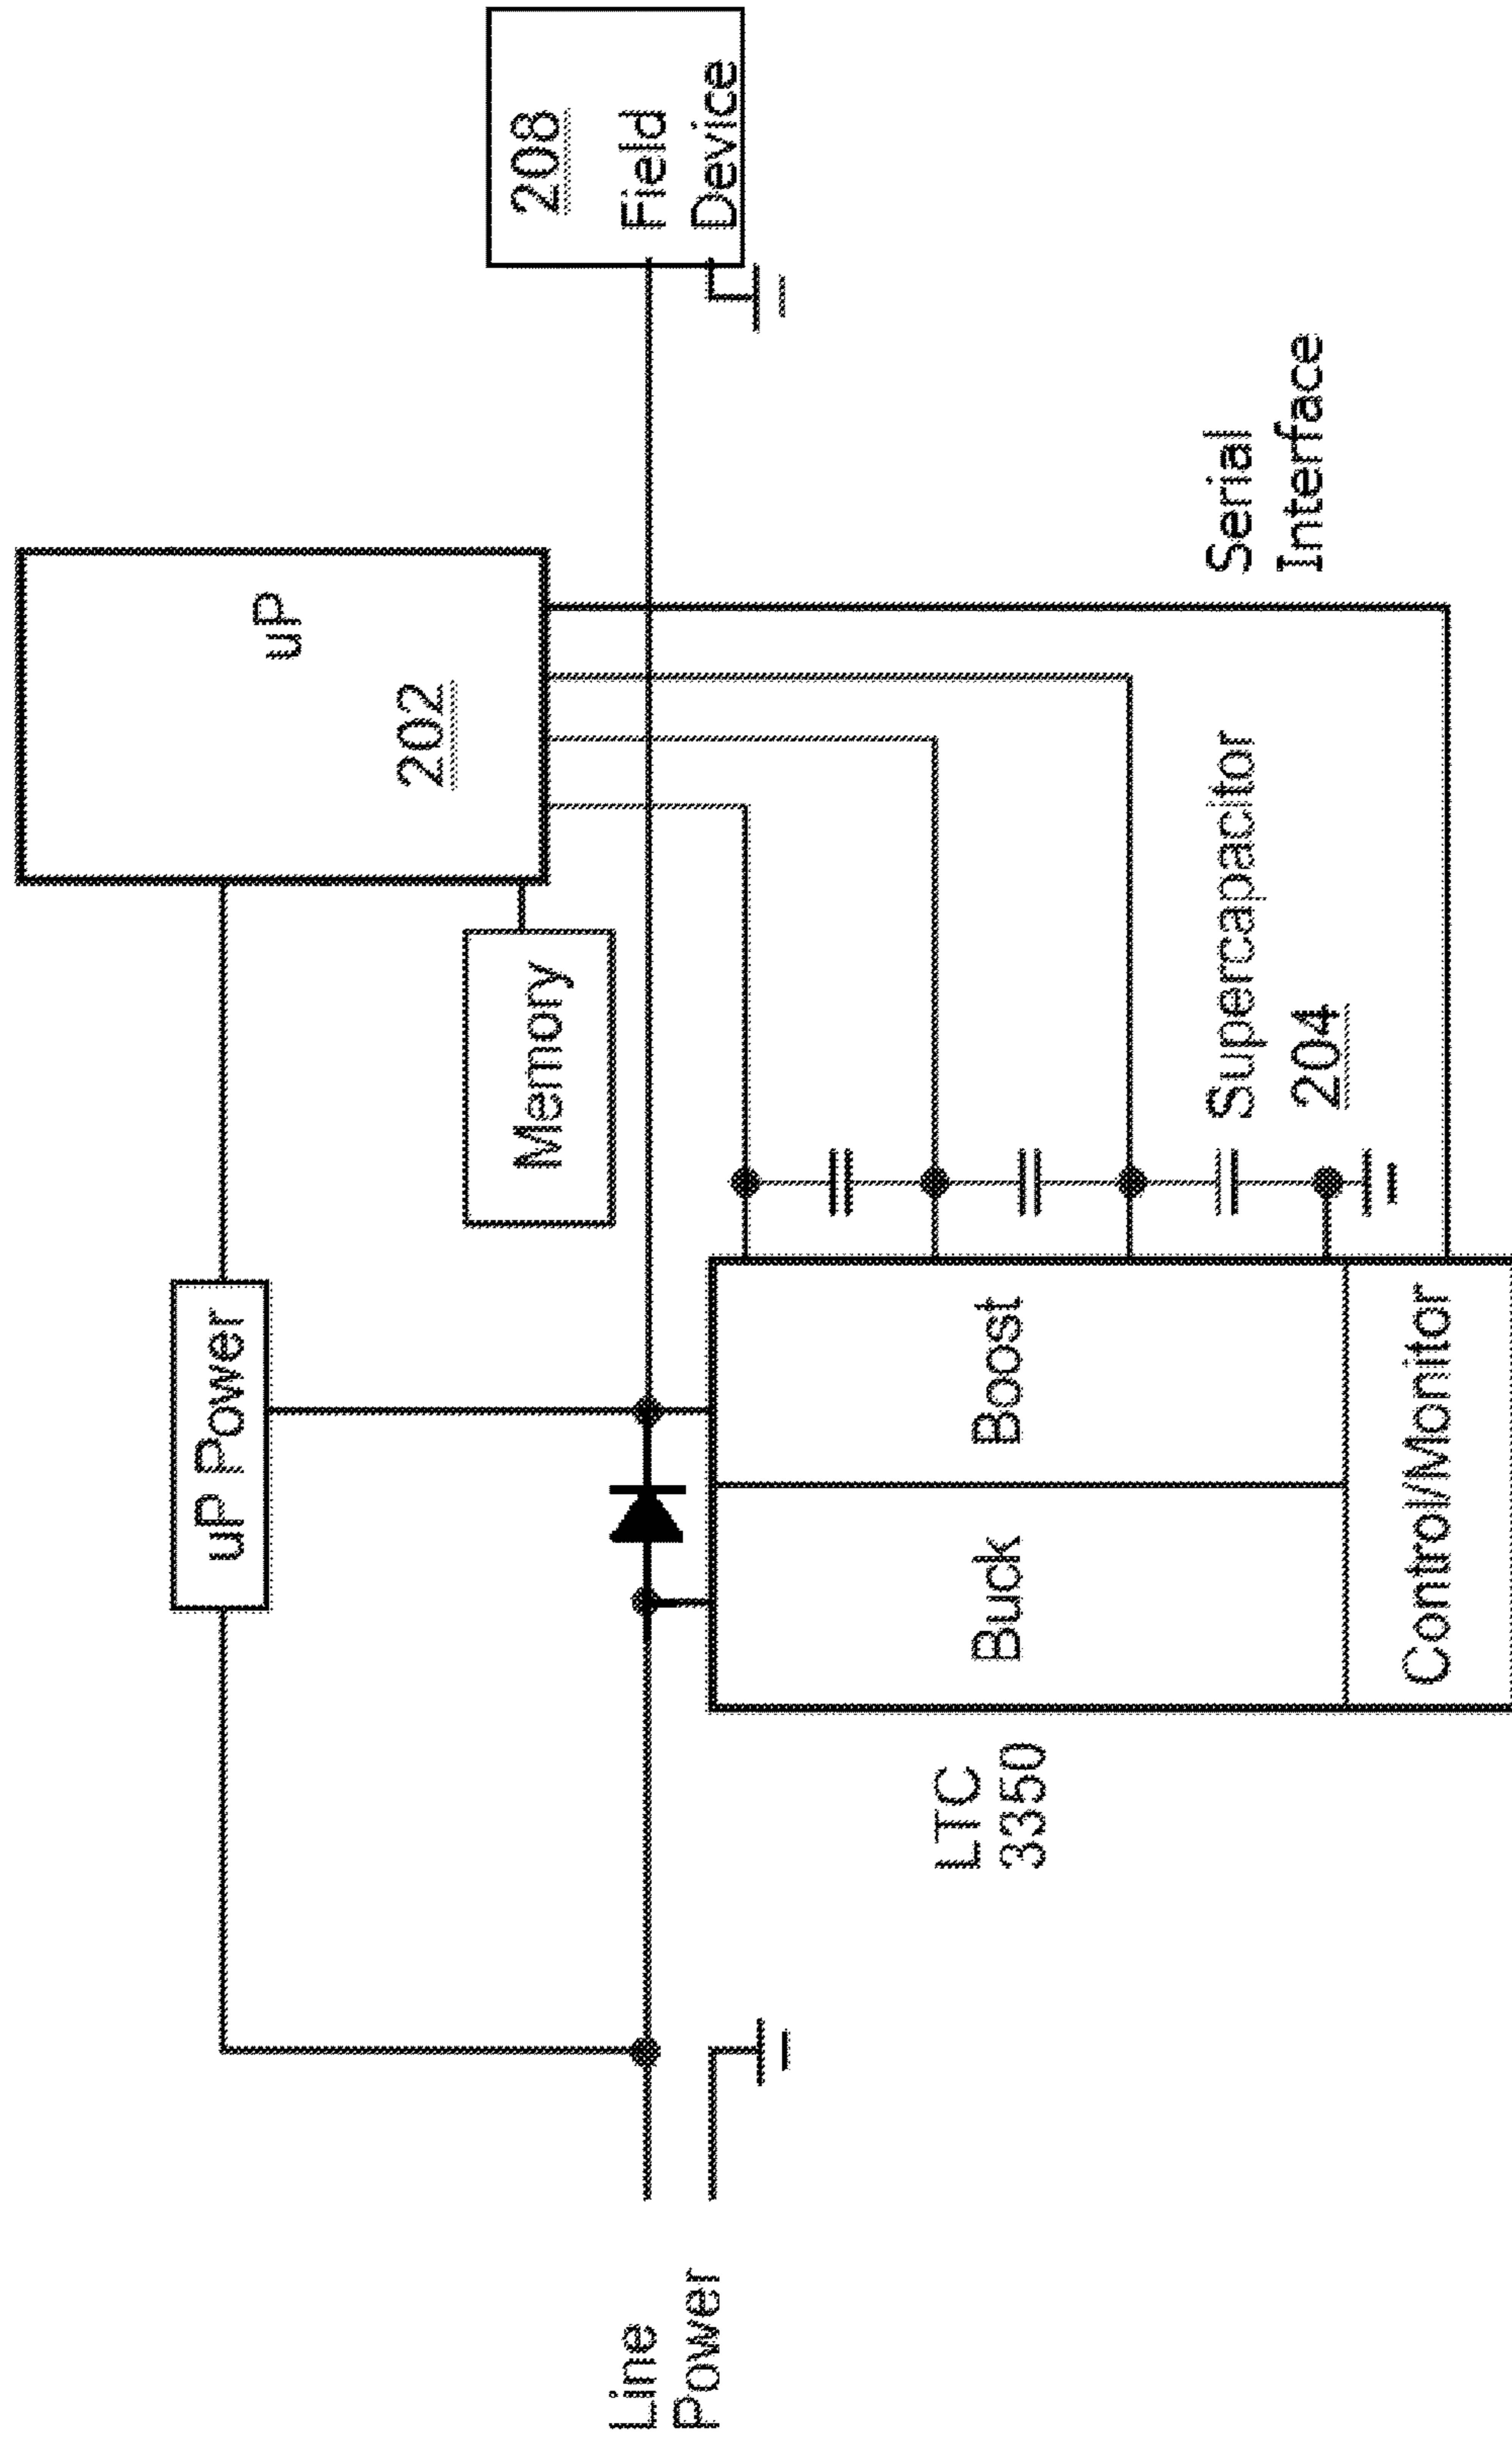 uP Power
uP
202
Memory
208
Field
Device
Line
Power
LTC
3350
Buck
Boost
Control/Monitor
Supercapacitor
204
Serial
Interface